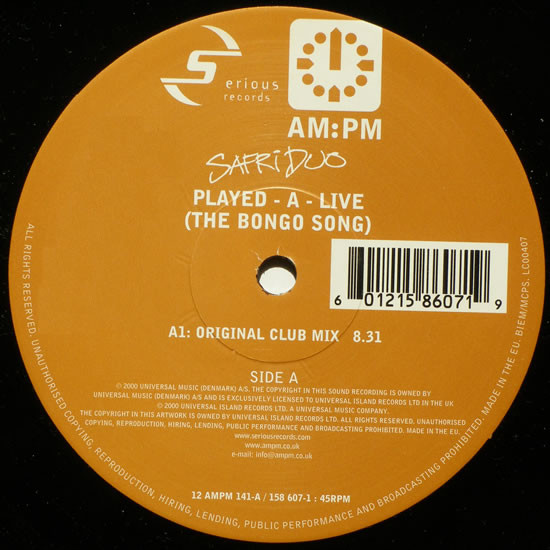 S
erious
records
AM:PM
SAFRi DUO
PLAYED - A - LIVE
(THE BONGO SONG)
6 01215 86071 9
A1: ORIGINAL CLUB MIX 8.31
SIDE A
© 2000 UNIVERSAL MUSIC (DENMARK) A/S. THE COPYRIGHT IN THIS SOUND RECORDING IS OWNED BY
UNIVERSAL MUSIC (DENMARK) A/S AND IS EXCLUSIVELY LICENSED TO UNIVERSAL ISLAND RECORDS LTD IN THE UK
© 2000 UNIVERSAL ISLAND RECORDS LTD. A UNIVERSAL MUSIC COMPANY.
THE COPYRIGHT IN THIS ARTWORK IS OWNED BY UNIVERSAL ISLAND RECORDS LTD. ALL RIGHTS RESERVED. UNAUTHORISED
COPYING, REPRODUCTION, HIRING, LENDING, PUBLIC PERFORMANCE AND BROADCASTING PROHIBITED. MADE IN THE EU.
www.seriousrecords.com
www.ampm.co.uk
e-mail: info@ampm.co.uk
12 AMPM 141-A / 158 607-1 : 45RPM
ALL RIGHTS RESERVED. UNAUTHORISED COPYING, REPRODUCTION, HIRING, LENDING, PUBLIC PERFORMANCE AND BROADCASTING PROHIBITED. MADE IN THE EU. BIEM/MCPS. LC00407